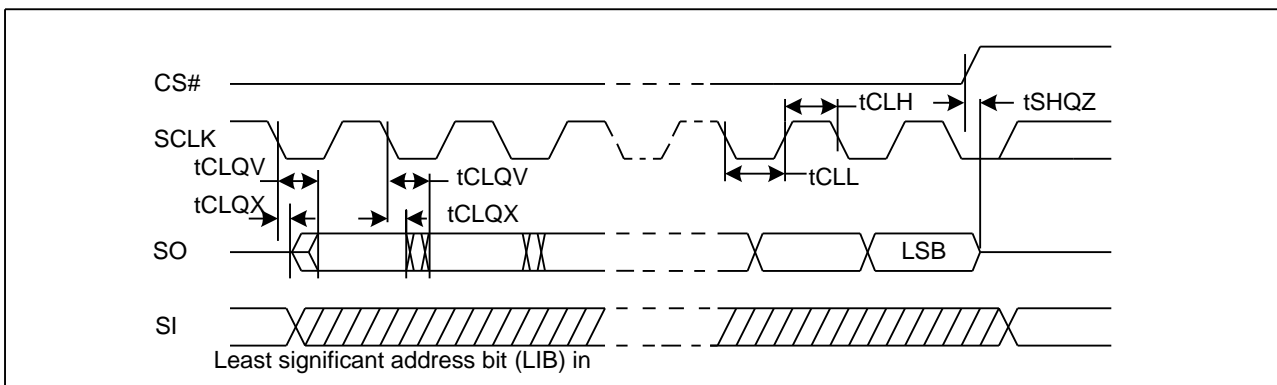 CS#
tCLH
tSHQZ
SCLK
tCLQV
tCLQV
tCLL
tCLQX
tCLQX
SO
LSB
SI
Least significant address bit (LIB) in